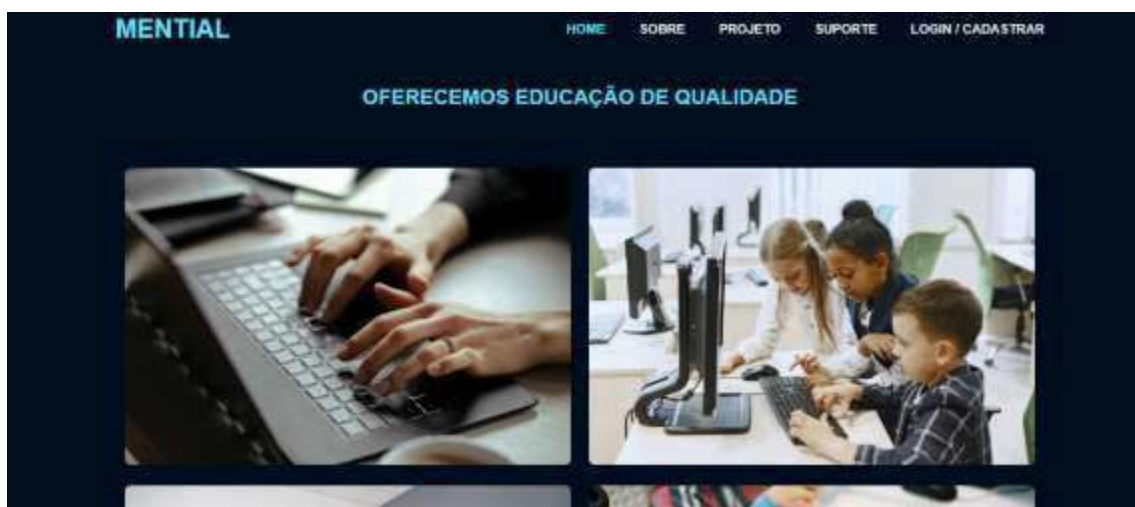 MENTIAL
HOME SOBRE PROJETO SUPORTE LOGIN / CADASTRAR
OFERECEMOS EDUCAÇÃO DE QUALIDADE